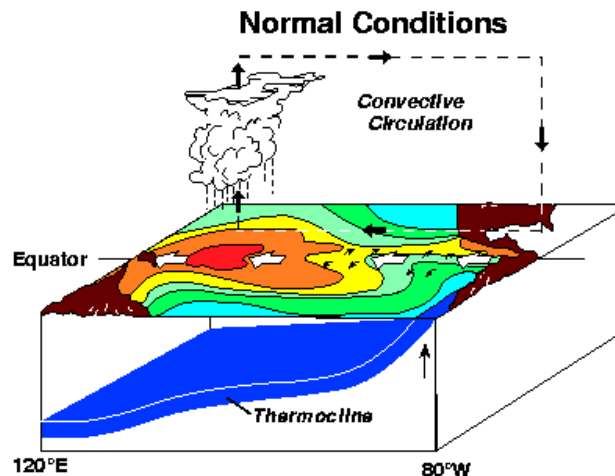 Normal Conditions
Convective
Circulation
Equator
Thermocline
120°E
80°W